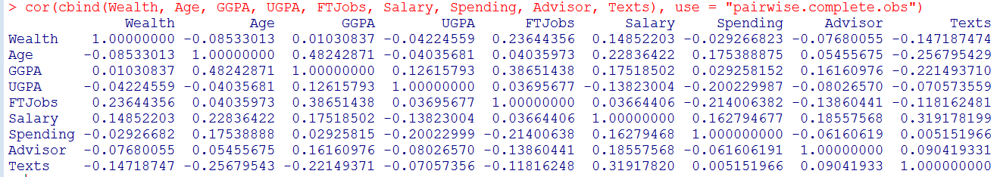 > cor(cbind(Wealth, Age, GGPA, UGPA, FTJobs, Salary, Spending, Advisor, Texts), use = "pairwise.complete.obs")
Wealth Age GGPA UGPA FTJobs Salary Spending Advisor Texts
Wealth 1.00000000 -0.08533013 0.01030837 -0.04224559 0.23644356 0.14852203 -0.029266823 -0.07680055 -0.147187474
Age -0.08533013 1.00000000 0.48242871 -0.04035681 0.04035973 0.22836422 0.175388875 0.05455675 -0.256795429
GGPA 0.01030837 0.48242871 1.00000000 0.12615793 0.38651438 0.17518502 0.029258152 0.16160976 -0.221493710
UGPA -0.04224559 -0.04035681 0.12615793 1.00000000 0.03695677 -0.13823004 -0.200229987 -0.08026570 -0.070573559
FTJobs 0.23644356 0.04035973 0.38651438 0.03695677 1.00000000 0.03664406 -0.214006382 -0.13860441 -0.118162481
Salary 0.14852203 0.22836422 0.17518502 -0.13823004 0.03664406 1.00000000 0.162794677 0.18557568 0.319178199
Spending -0.02926682 0.17538888 0.02925815 -0.20022999 -0.21400638 0.16279468 1.000000000 -0.06160619 0.005151966
Advisor -0.07680055 0.05455675 0.16160976 -0.08026570 -0.13860441 0.18557568 -0.061606191 1.00000000 0.090419331
Texts -0.14718747 -0.25679543 -0.22149371 -0.07057356 -0.11816248 0.31917820 0.005151966 0.09041933 1.000000000